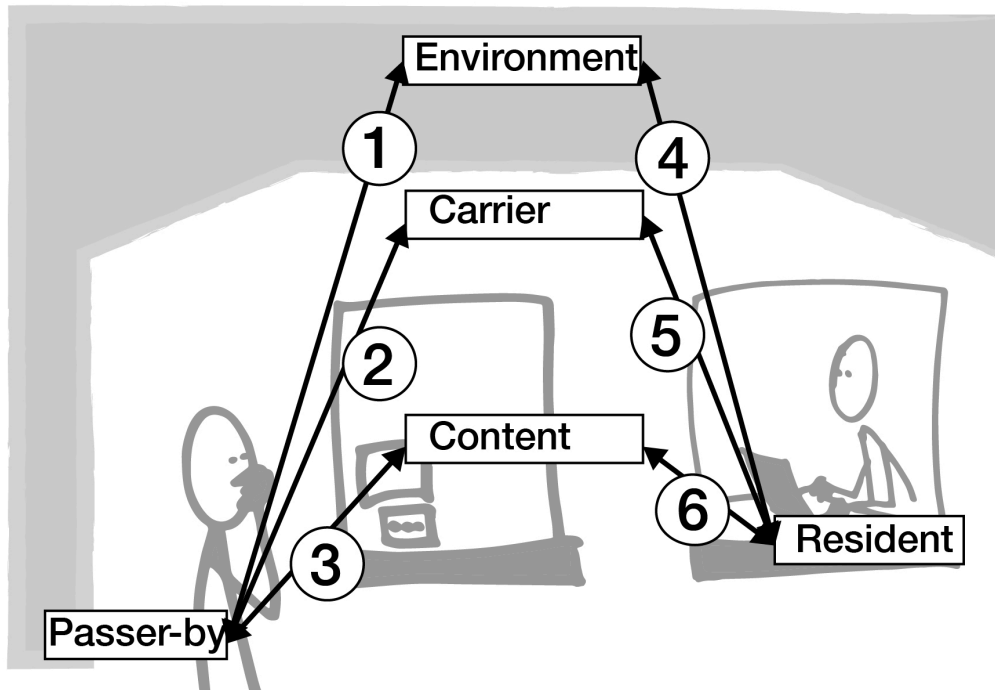 Environment
1
4
Carrier
2
5
Content
6
3
Resident
Passer-by